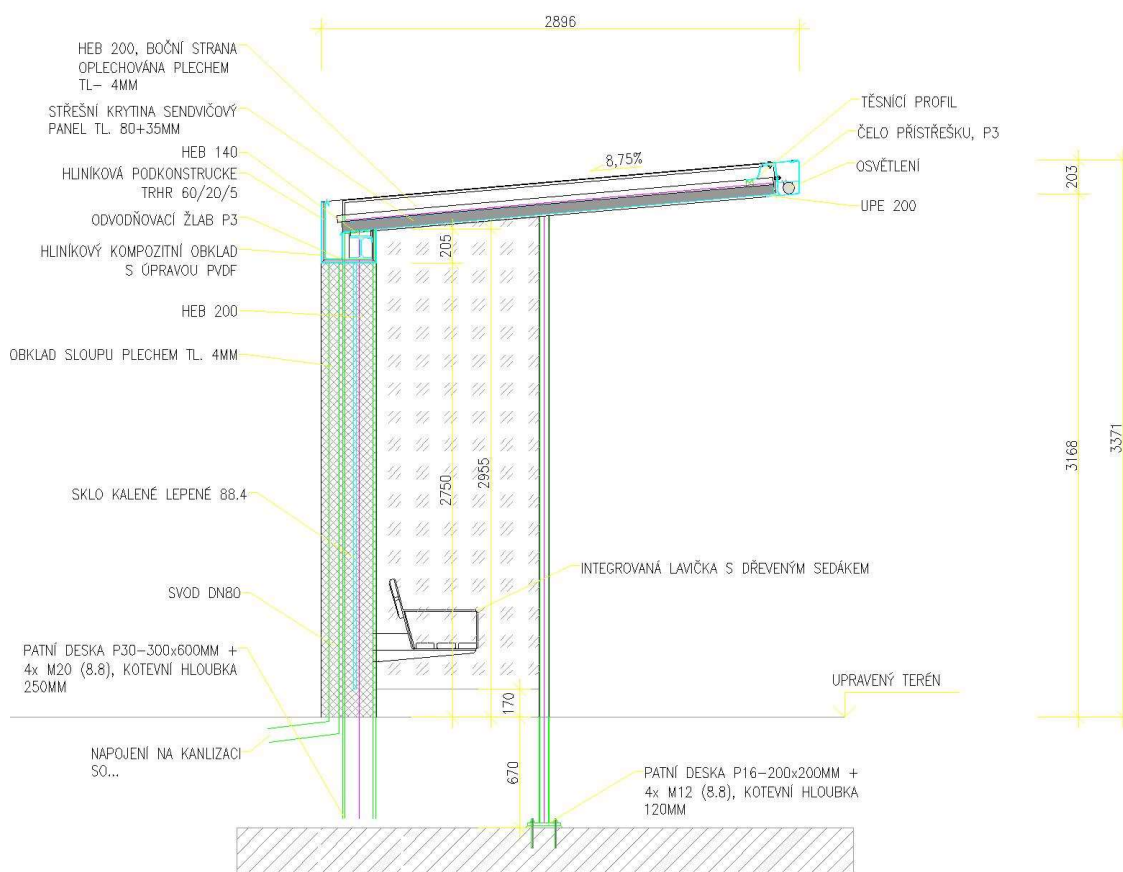 2896
HEB 200, BOČNÍ STRANA
OPLECHOVÁNA PLECHEM
TL- 4MM
STŘEŠNÍ KRYTINA SENDVIČOVÝ
PANEL TL. 80+35MM
HEB 140
HLINÍKOVÁ PODKONSTRUCKE
TRHR 60/20/5
ODVODŇOVACÍ ŽLAB P3
HLINÍKOVÝ KOMPOZITNÍ OBKLAD
S ÚPRAVOU PVDF
HEB 200
OBKLAD SLOUPU PLECHEM TL. 4MM
SKLO KALENÉ LEPENÉ 88.4
SVOD DN80
PATNÍ DESKA P30-300x600MM +
4x M20 (8.8), KOTEVNÍ HLOUBKA
250MM
NAPOJENÍ NA KANLIZACI
SO...
8,75%
205
2750
2955
170
670
TĚSNÍCÍ PROFIL
ČELO PŘÍSTŘEŠKU, P3
OSVĚTLENÍ
UPE 200
INTEGROVANÁ LAVIČKA S DŘEVENÝM SEDÁKEM
UPRAVENÝ TERÉN
PATNÍ DESKA P16-200x200MM +
4x M12 (8.8), KOTEVNÍ HLOUBKA
120MM
203
3168
3371